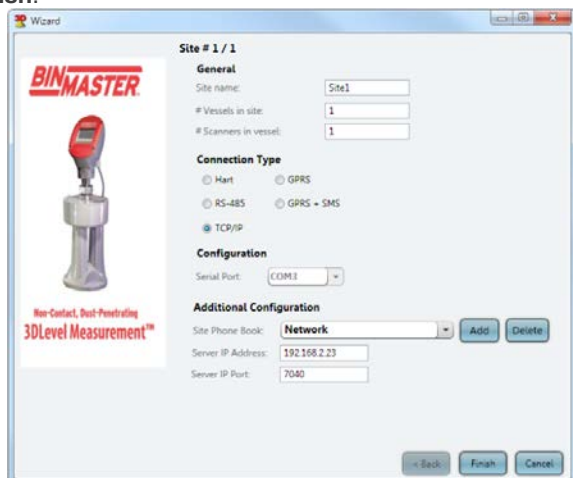 sh.
Wizard
Site # 1 / 1
BINMASTER
General
Site name: Site1
# Vessels in site: 1
# Scanners in vessel: 1
Connection Type
Hart GPRS
RS-485 GPRS + SMS
TCP/IP
Configuration
Serial Port: COM3
Non-Contact, Dust-Penetrating
3DLevel Measurement™
Additional Configuration
Site Phone Book: Network Add Delete
Server IP Address: 192.168.2.23
Server IP Port: 7040
< Back Finish Cancel